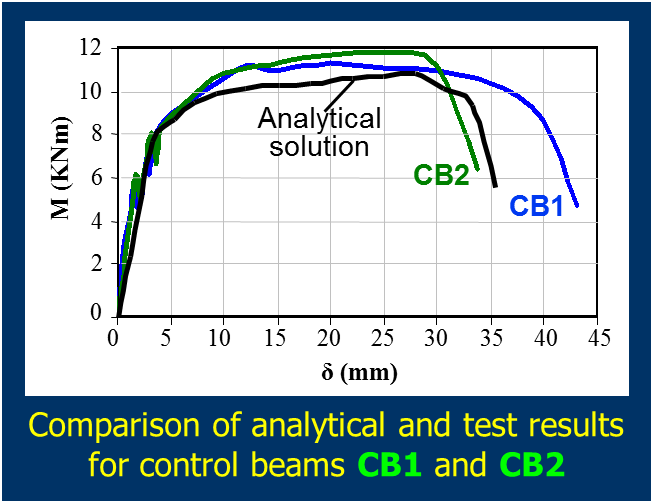 12
10
8
6
4
2
0
M (KNm)
Analytical
solution
CB2
CB1
0 5 10 15 20 25 30 35 40 45
δ (mm)
Comparison of analytical and test results
for control beams CB1 and CB2